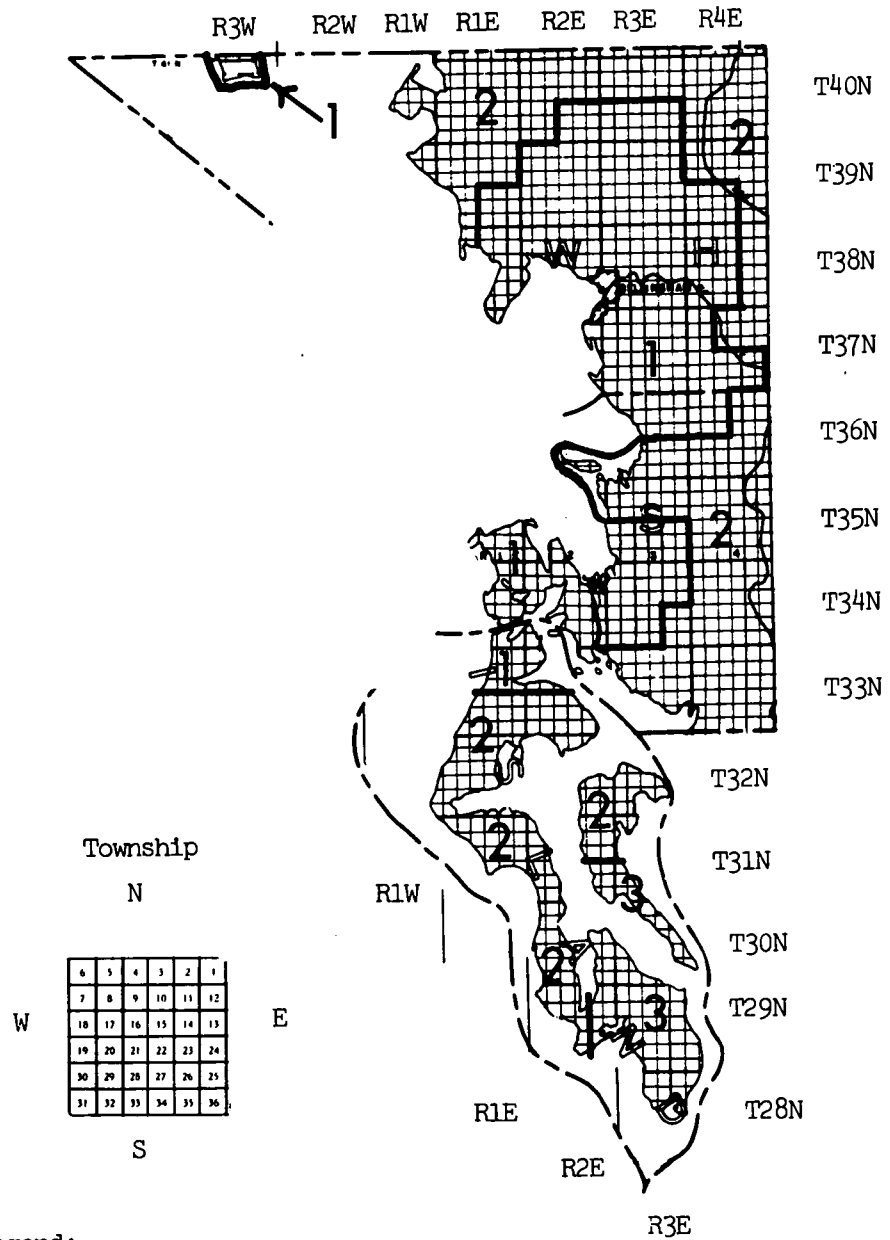 R3W R2W R1W R1E R2E R3E R4E
1
2
2
T40N
T39N
W H
T38N
1
T37N
T36N
S
T35N
2
4
1
2
3
T34N
1
T33N
2
2
T32N
2
3
T31N
R1W
T30N
2
3
T29N
T28N
R1E
R2E
R3E
Township
N
W
E
S
6 5 4 3 2 1
7 8 9 10 11 12
18 17 16 15 14 13
19 20 21 22 23 24
30 29 28 27 26 25
31 32 33 34 35 36